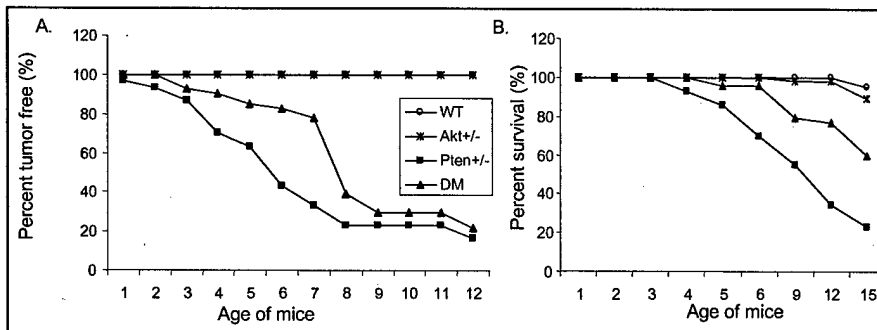 A.
Percent tumor free (%)
120
100
80
60
40
20
0
1 2 3 4 5 6 7 8 9 10 11 12
Age of mice
WT
Akt+/-
Pten+/-
DM
B.
Percent survival (%)
120
100
80
60
40
20
0
1 2 3 4 5 6 9 12 15
Age of mice